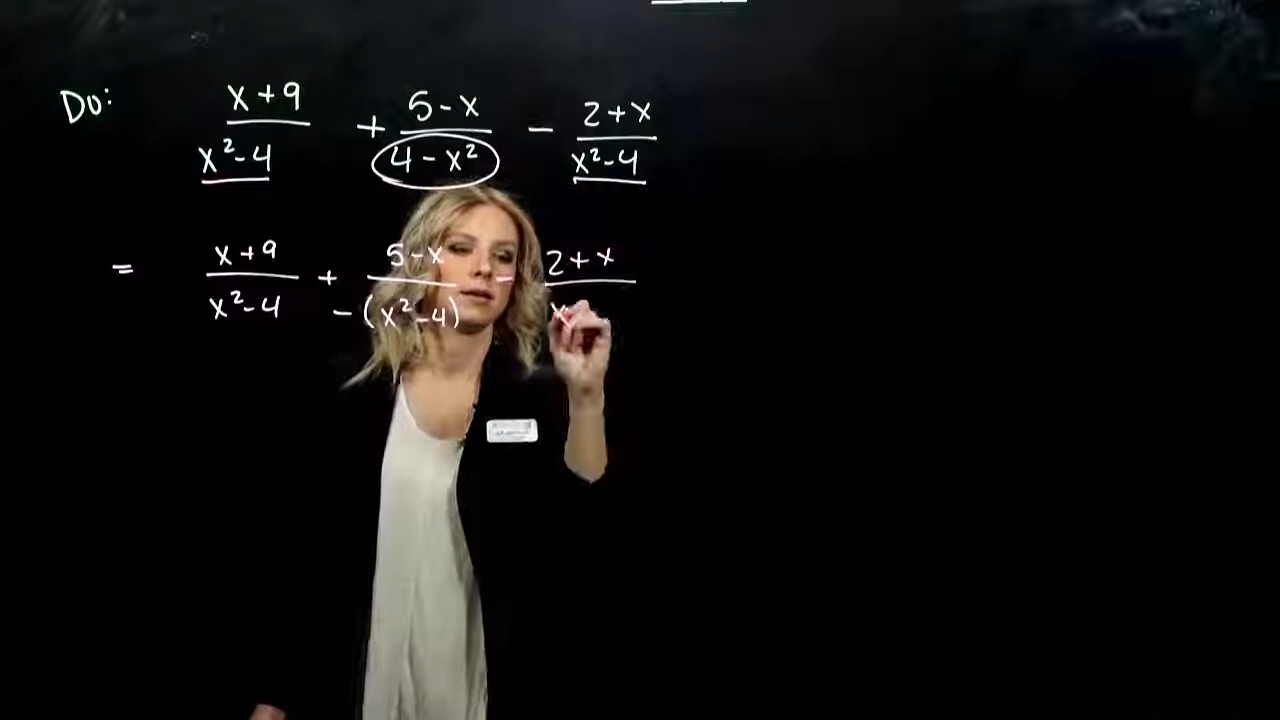 Do: x+9 + 5-x - 2+x
x²-4 4-x² x²-4
= x+9 + 5-x - 2+x
x²-4 -(x²-4) x